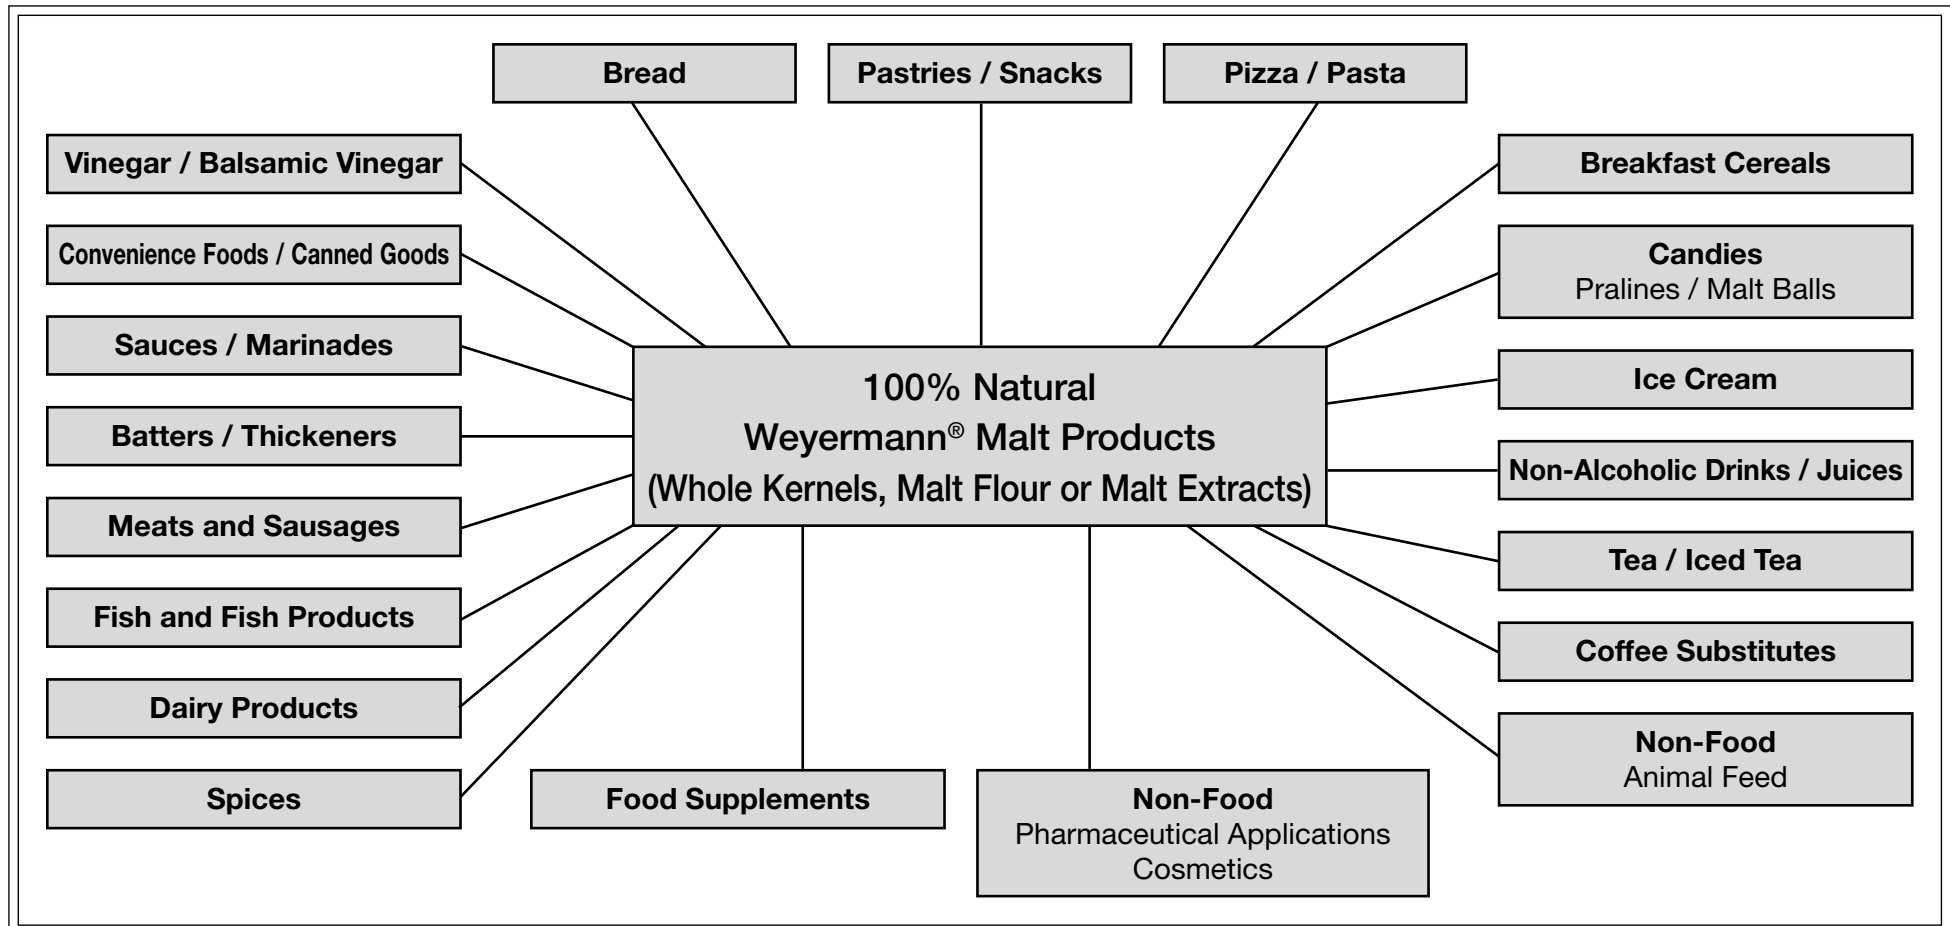 Bread
Pastries / Snacks
Pizza / Pasta
Vinegar / Balsamic Vinegar
Convenience Foods / Canned Goods
Sauces / Marinades
Batters / Thickeners
Meats and Sausages
Fish and Fish Products
Dairy Products
Spices
100% Natural
Weyermann® Malt Products
(Whole Kernels, Malt Flour or Malt Extracts)
Breakfast Cereals
Candies
Pralines / Malt Balls
Ice Cream
Non-Alcoholic Drinks / Juices
Tea / Iced Tea
Coffee Substitutes
Non-Food
Animal Feed
Food Supplements
Non-Food
Pharmaceutical Applications
Cosmetics